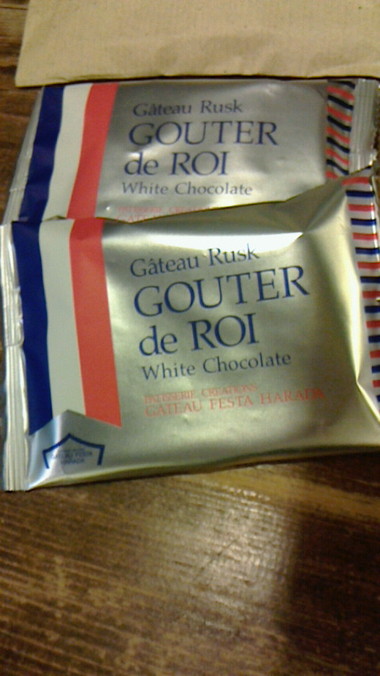 Gâteau Rusk
GOUTER
de ROI
White Chocolate
Gâteau Rusk
GOUTER
de ROI
White Chocolate
PATISSERIE CREATIONS
GATEAU FESTA HARADA